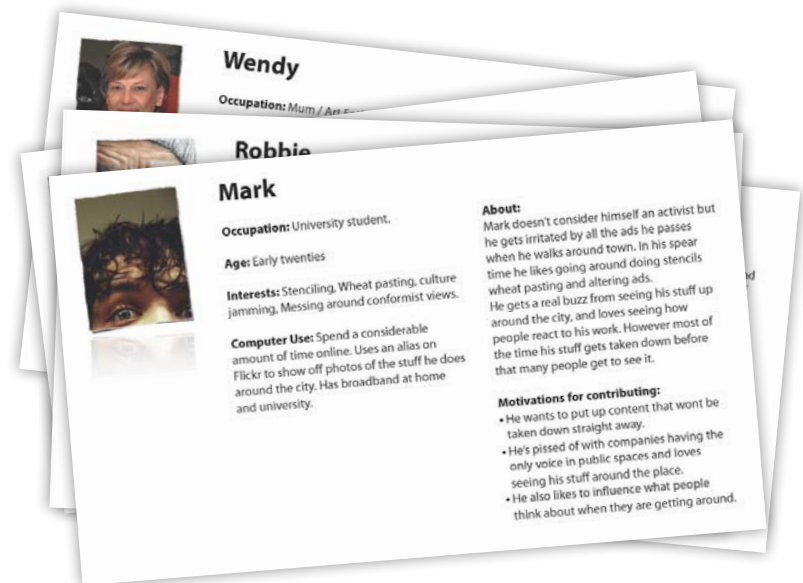 Wendy
Occupation: Mum / Art
Robbie
Mark
Occupation: University student.
Age: Early twenties
Interests: Stenciling, Wheat pasting, culture
jamming, Messing around conformist views.
Computer Use: Spend a considerable
amount of time online. Uses an alias on
Flickr to show off photos of the stuff he does
around the city. Has broadband at home
and university.
About:
Mark doesn't consider himself an activist but
he gets irritated by all the ads he passes
when he walks around town. In his spear
time he likes going around doing stencils
wheat pasting and altering ads.
He gets a real buzz from seeing his stuff up
around the city, and loves seeing how
people react to his work. However most of
the time his stuff gets taken down before
that many people get to see it.
Motivations for contributing:
• He wants to put up content that wont be
taken down straight away.
• He's pissed of with companies having the
only voice in public spaces and loves
seeing his stuff around the place.
• He also likes to influence what people
think about when they are getting around.